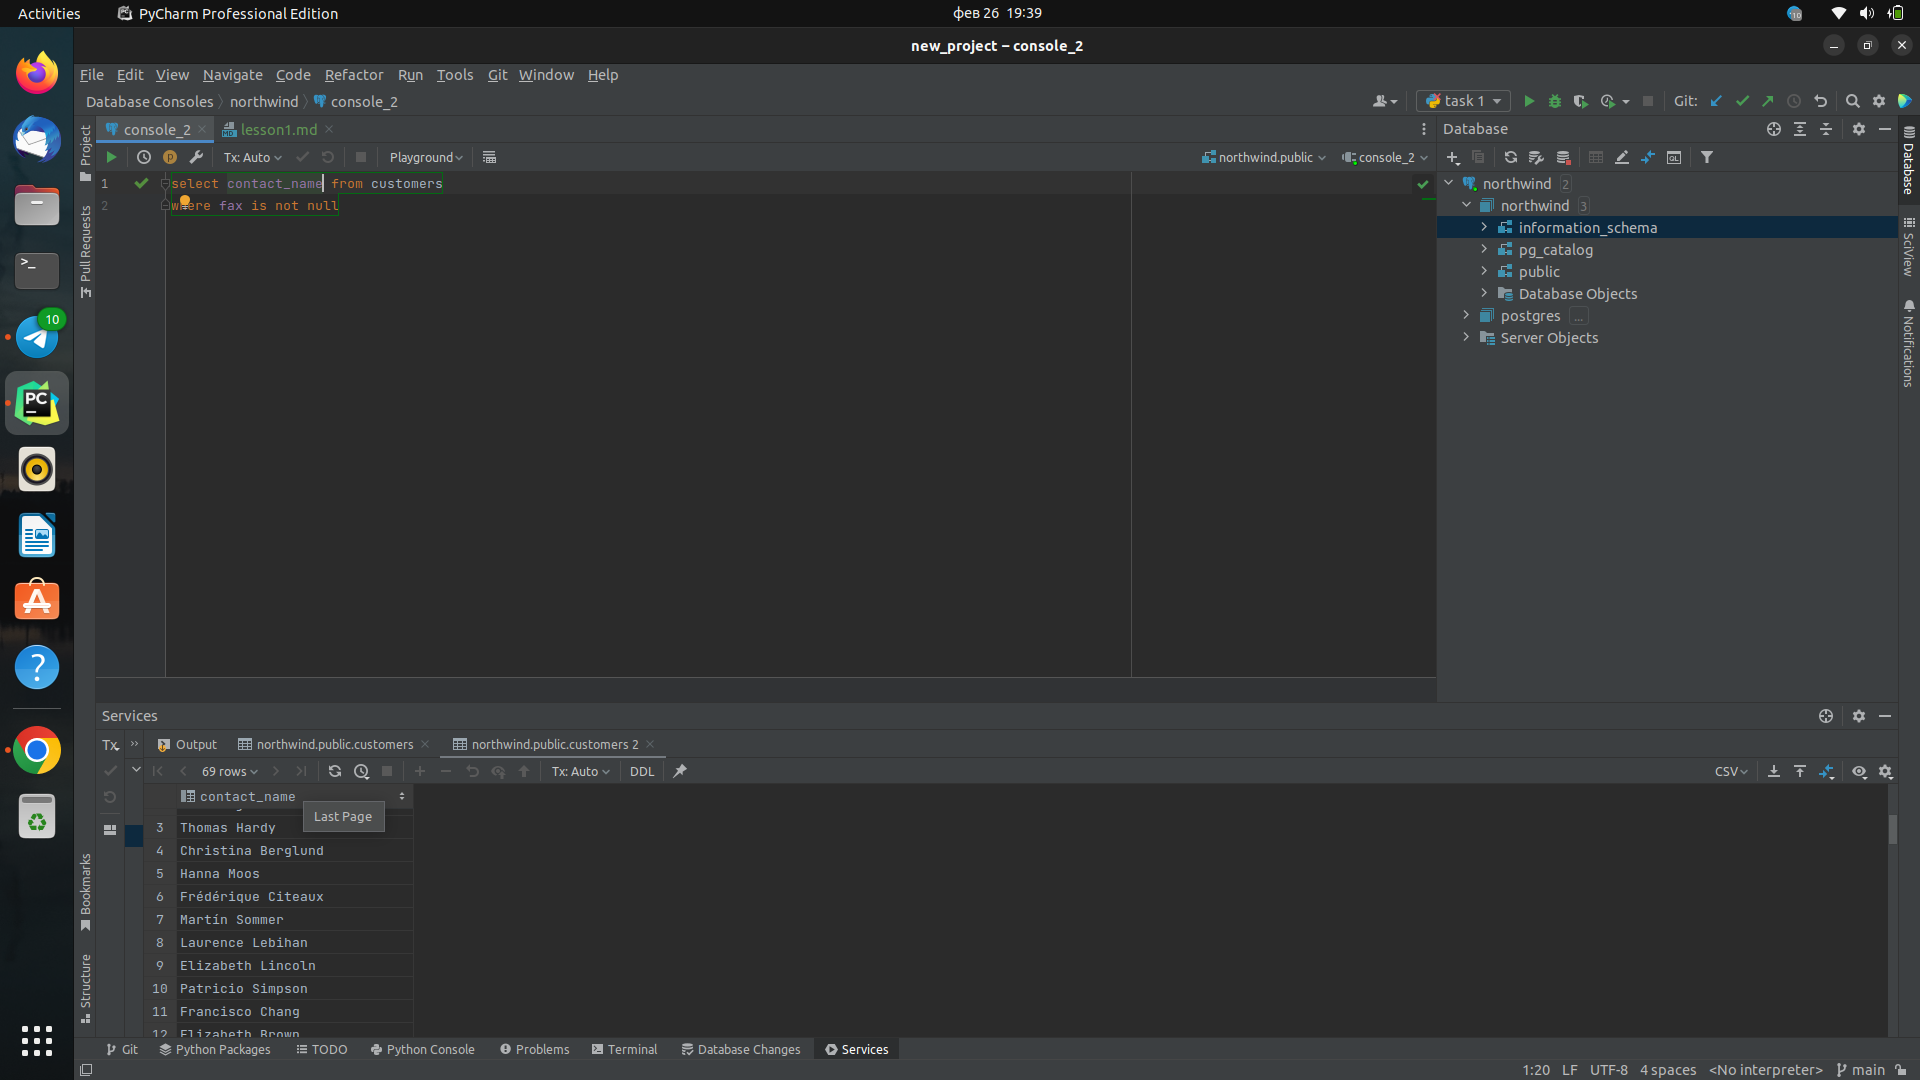 Activities
PyCharm Professional Edition
фев 26 19:39
10
new_project – console_2
File Edit View Navigate Code Refactor Run Tools Git Window Help
Database Consoles northwind console_2
task 1
Git:
console_2
MD lesson1.md
Database
Tx: Auto
Playground
northwind.public
console_2
1 select contact_name from customers
2 where fax is not null
northwind 2
northwind 3
information_schema
pg_catalog
public
Database Objects
postgres ...
Server Objects
Project
Pull Requests
Bookmarks
Structure
Database
SciView
Notifications
10
PC
Services
Tx
Output
northwind.public.customers
northwind.public.customers 2
69 rows
Tx: Auto
DDL
CSV
contact_name
Last Page
3 Thomas Hardy
4 Christina Berglund
5 Hanna Moos
6 Frédérique Citeaux
7 Martín Sommer
8 Laurence Lebihan
9 Elizabeth Lincoln
10 Patricio Simpson
11 Francisco Chang
12 Elizabeth Brown
Git
Python Packages
TODO
Python Console
Problems
Terminal
Database Changes
Services
1:20 LF UTF-8 4 spaces <No interpreter> main